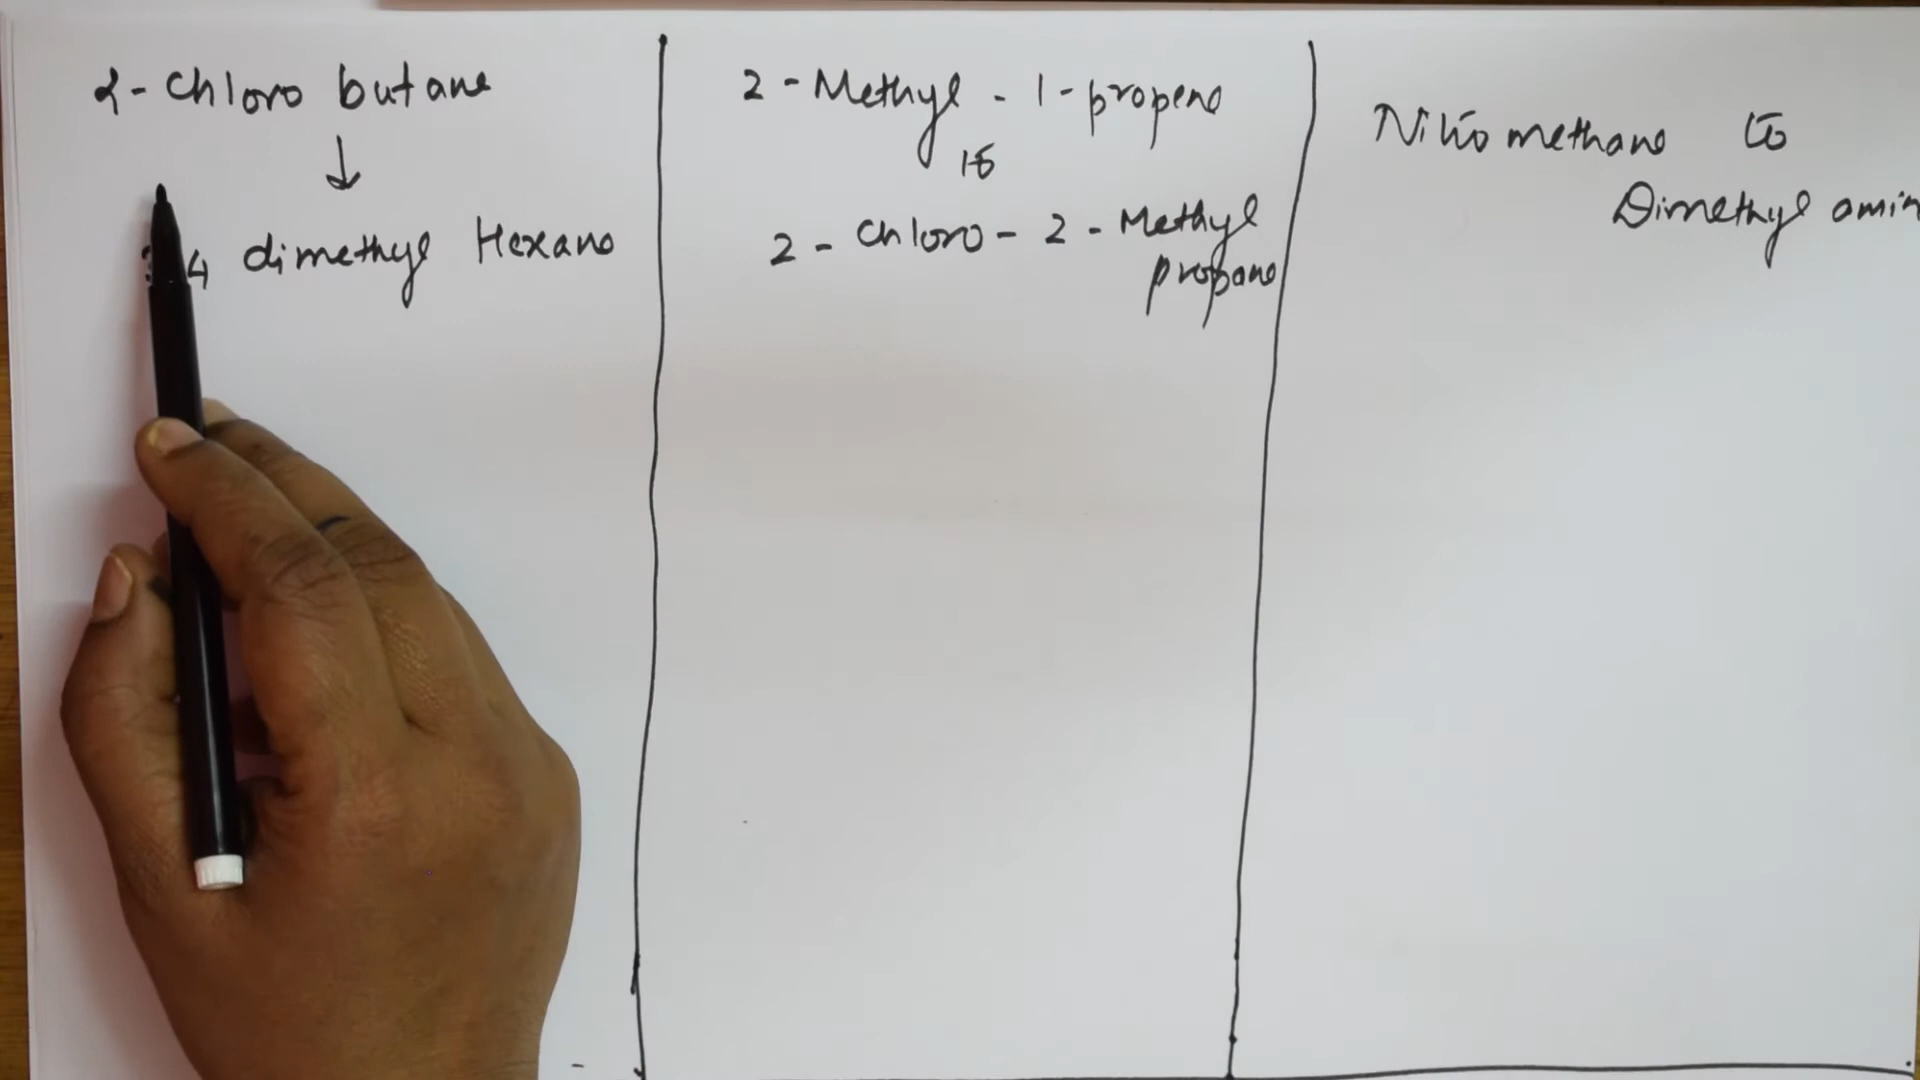 2-Chloro butane
↓
4 dimethyl Hexane
2-Methyl-1-propene
to
2-Chloro-2-Methyl
propane
Nitro methane to
Dimethyl amin